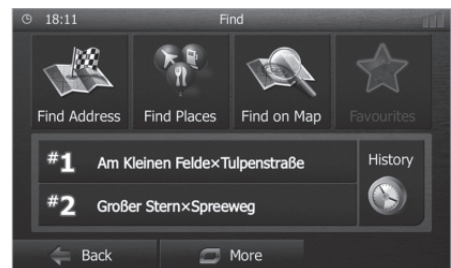 18:11 Find
Find Address Find Places Find on Map Favourites
#1 Am Kleinen Felde×Tulpenstraße History
#2 Großer Stern×Spreeweg
Back More